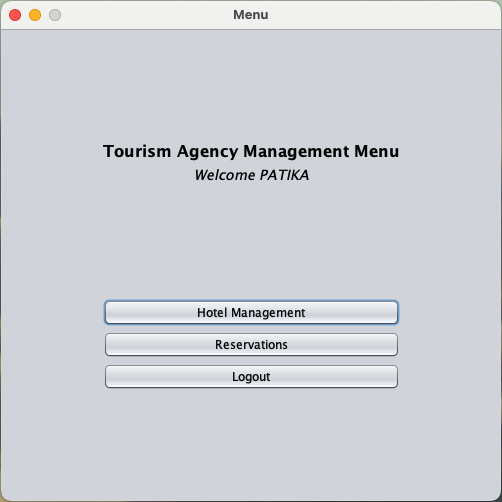 Menu
Tourism Agency Management Menu
Welcome PATIKA
Hotel Management
Reservations
Logout